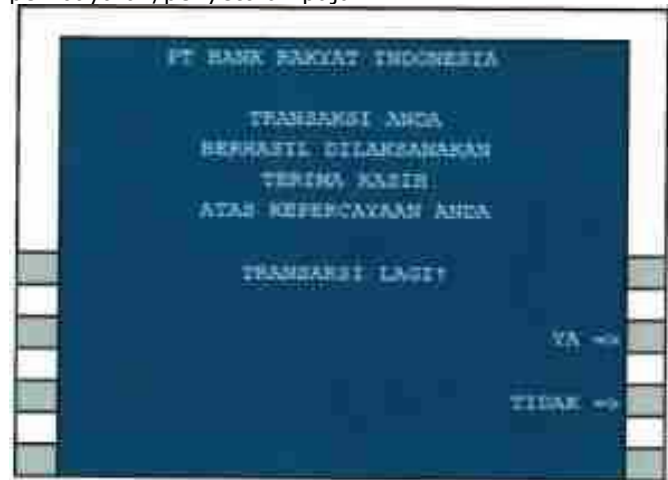 PT BANK RAKYAT INDONESIA
TRANSAKSI ANDA
BERHASIL DILAKSANAKAN
TERIMA KASIH
ATAS KEPERCAYAAN ANDA
TRANSAKSI LAGI?
YA =>
TIDAK =>